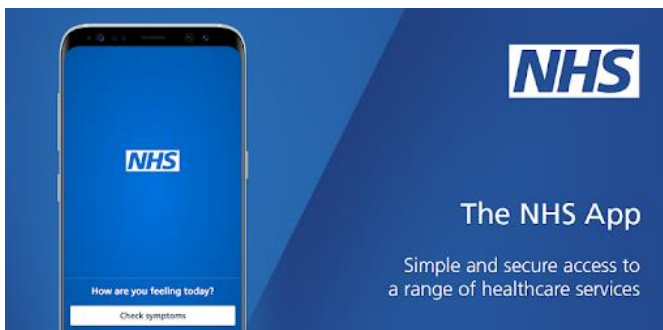 NHS
How are you feeling today?
Check symptoms
NHS
The NHS App
Simple and secure access to
a range of healthcare services